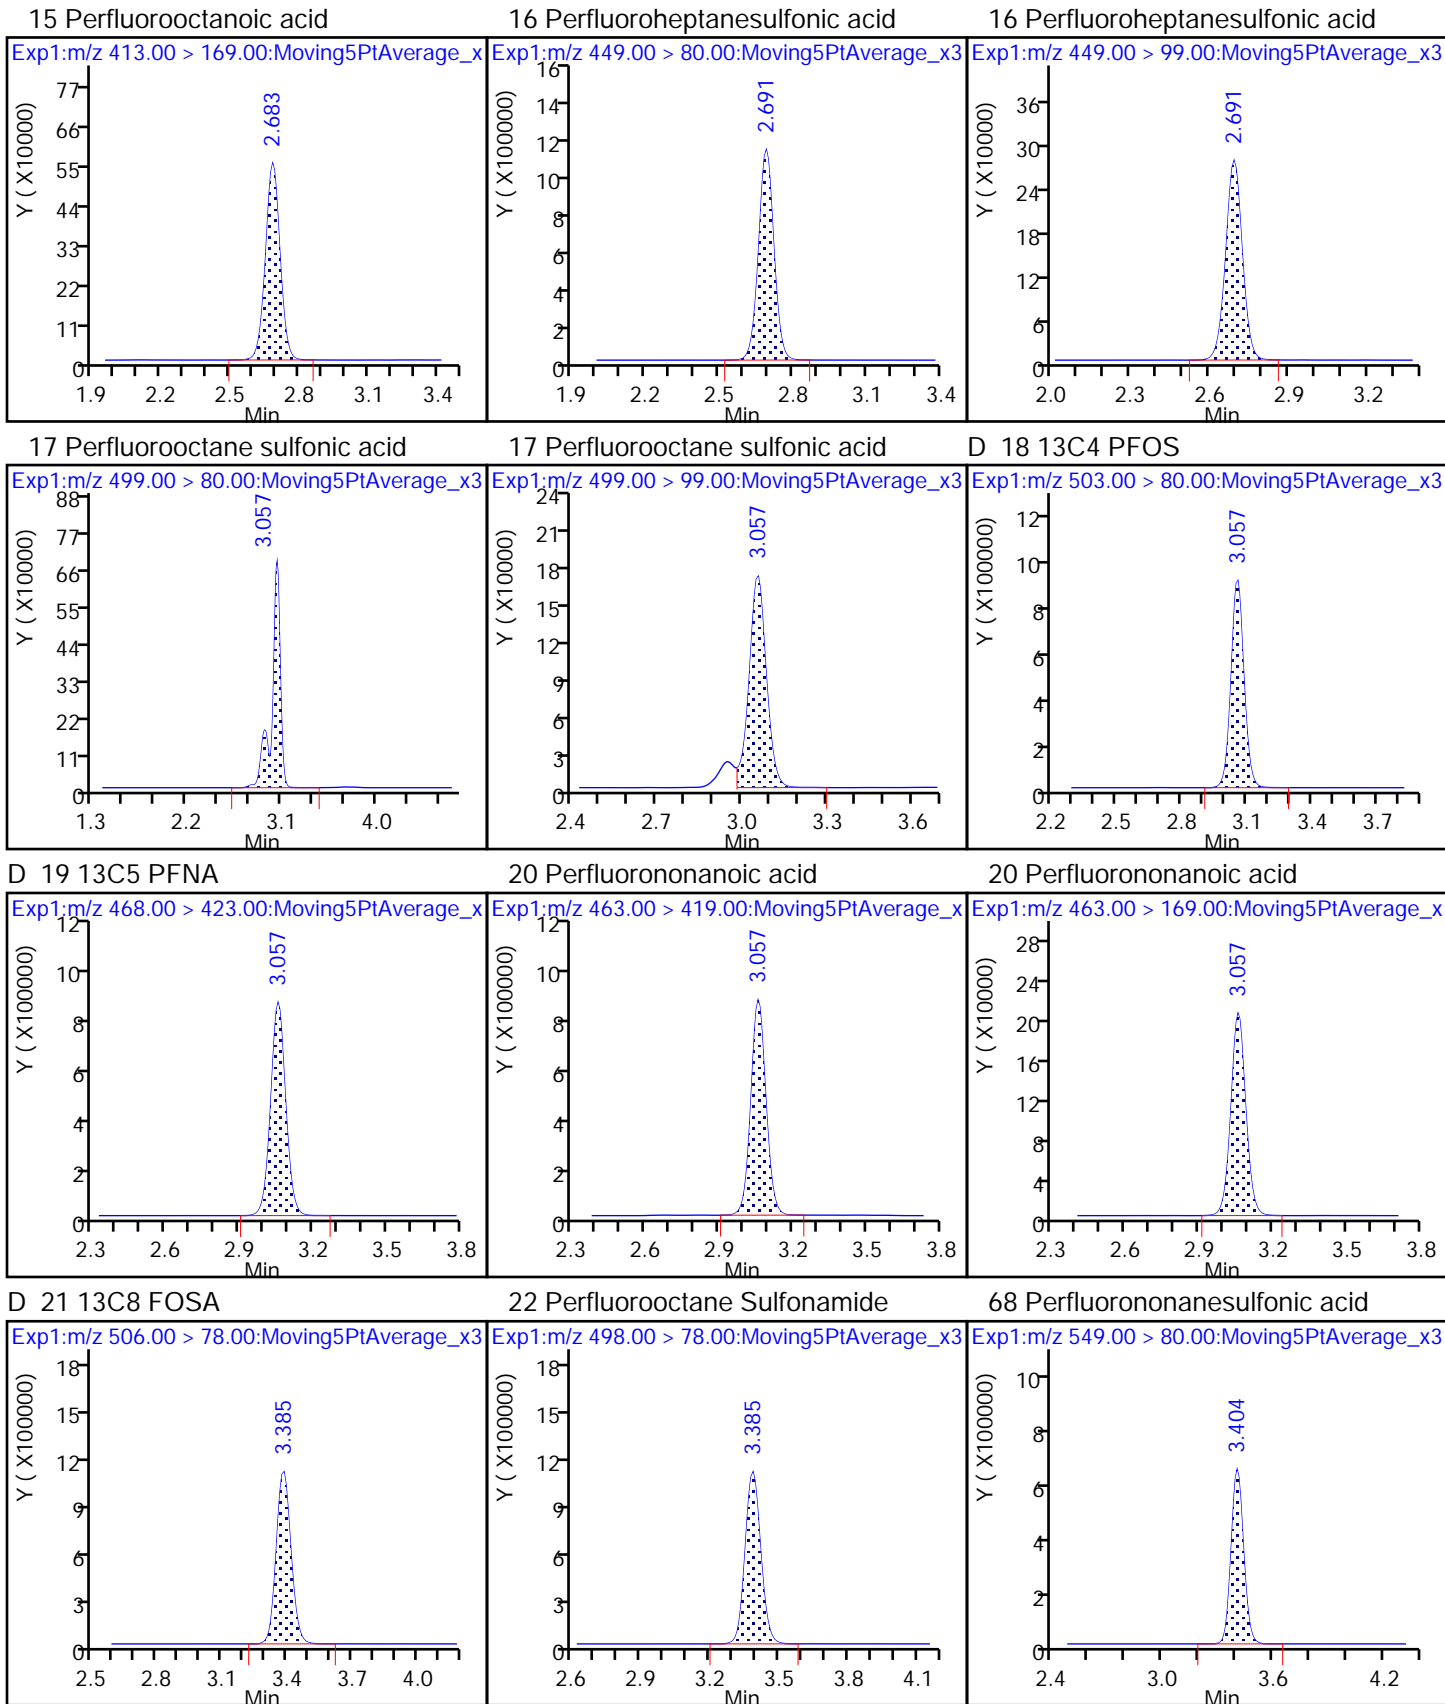 15 Perfluorooctanoic acid
16 Perfluoroheptanesulfonic acid
16 Perfluoroheptanesulfonic acid
Exp1:m/z 413.00 > 169.00:Moving5PtAverage_x
Y ( X10000)
77
66
55
44
33
22
11
0
2.683
1.9 2.2 2.5 2.8 3.1 3.4
Min
Exp1:m/z 449.00 > 80.00:Moving5PtAverage_x3
Y ( X100000)
16
14
12
10
8
6
4
2
0
2.691
1.9 2.2 2.5 2.8 3.1 3.4
Min
Exp1:m/z 449.00 > 99.00:Moving5PtAverage_x3
Y ( X10000)
36
30
24
18
12
6
0
2.691
2.0 2.3 2.6 2.9 3.2
Min
17 Perfluorooctane sulfonic acid
17 Perfluorooctane sulfonic acid
D 18 13C4 PFOS
Exp1:m/z 499.00 > 80.00:Moving5PtAverage_x3
Y ( X10000)
88
77
66
55
44
33
22
11
0
3.057
1.3 2.2 3.1 4.0
Min
Exp1:m/z 499.00 > 99.00:Moving5PtAverage_x3
Y ( X10000)
24
21
18
15
12
9
6
3
0
3.057
2.4 2.7 3.0 3.3 3.6
Min
Exp1:m/z 503.00 > 80.00:Moving5PtAverage_x3
Y ( X100000)
12
10
8
6
4
2
0
3.057
2.2 2.5 2.8 3.1 3.4 3.7
Min
D 19 13C5 PFNA
20 Perfluorononanoic acid
20 Perfluorononanoic acid
Exp1:m/z 468.00 > 423.00:Moving5PtAverage_x
Y ( X100000)
12
10
8
6
4
2
0
3.057
2.3 2.6 2.9 3.2 3.5 3.8
Min
Exp1:m/z 463.00 > 419.00:Moving5PtAverage_x
Y ( X100000)
12
10
8
6
4
2
0
3.057
2.3 2.6 2.9 3.2 3.5 3.8
Min
Exp1:m/z 463.00 > 169.00:Moving5PtAverage_x
Y ( X10000)
28
24
20
16
12
8
4
0
3.057
2.3 2.6 2.9 3.2 3.5 3.8
Min
D 21 13C8 FOSA
22 Perfluorooctane Sulfonamide
68 Perfluorononanesulfonic acid
Exp1:m/z 506.00 > 78.00:Moving5PtAverage_x3
Y ( X100000)
18
15
12
9
6
3
0
3.385
2.5 2.8 3.1 3.4 3.7 4.0
Min
Exp1:m/z 498.00 > 78.00:Moving5PtAverage_x3
Y ( X100000)
18
15
12
9
6
3
0
3.385
2.6 2.9 3.2 3.5 3.8 4.1
Min
Exp1:m/z 549.00 > 80.00:Moving5PtAverage_x3
Y ( X100000)
10
8
6
4
2
0
3.404
2.4 3.0 3.6 4.2
Min